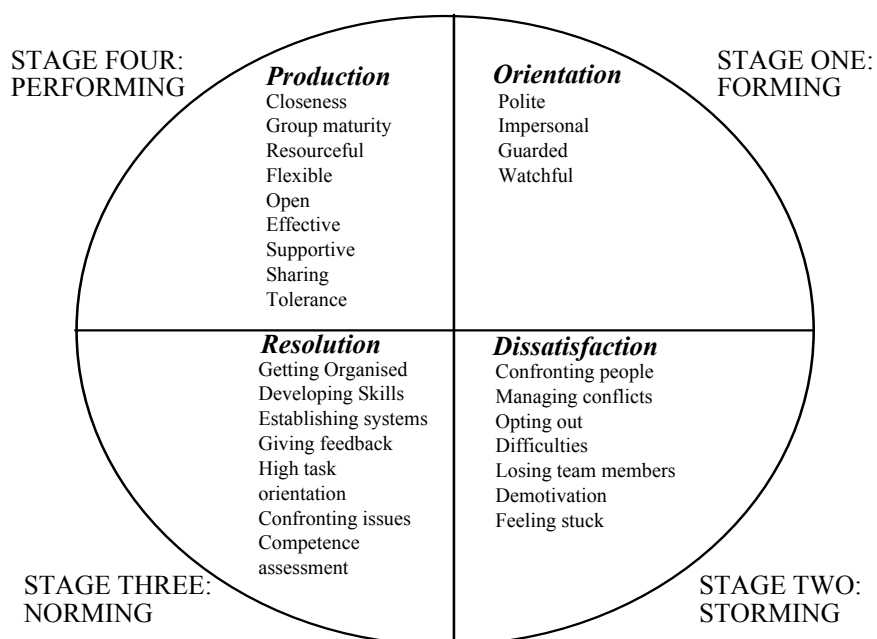 STAGE FOUR:
PERFORMING
Production
Closeness
Group maturity
Resourceful
Flexible
Open
Effective
Supportive
Sharing
Tolerance
Orientation
Polite
Impersonal
Guarded
Watchful
STAGE ONE:
FORMING
Resolution
Getting Organised
Developing Skills
Establishing systems
Giving feedback
High task
orientation
Confronting issues
Competence
assessment
STAGE THREE:
NORMING
Dissatisfaction
Confronting people
Managing conflicts
Opting out
Difficulties
Losing team members
Demotivation
Feeling stuck
STAGE TWO:
STORMING